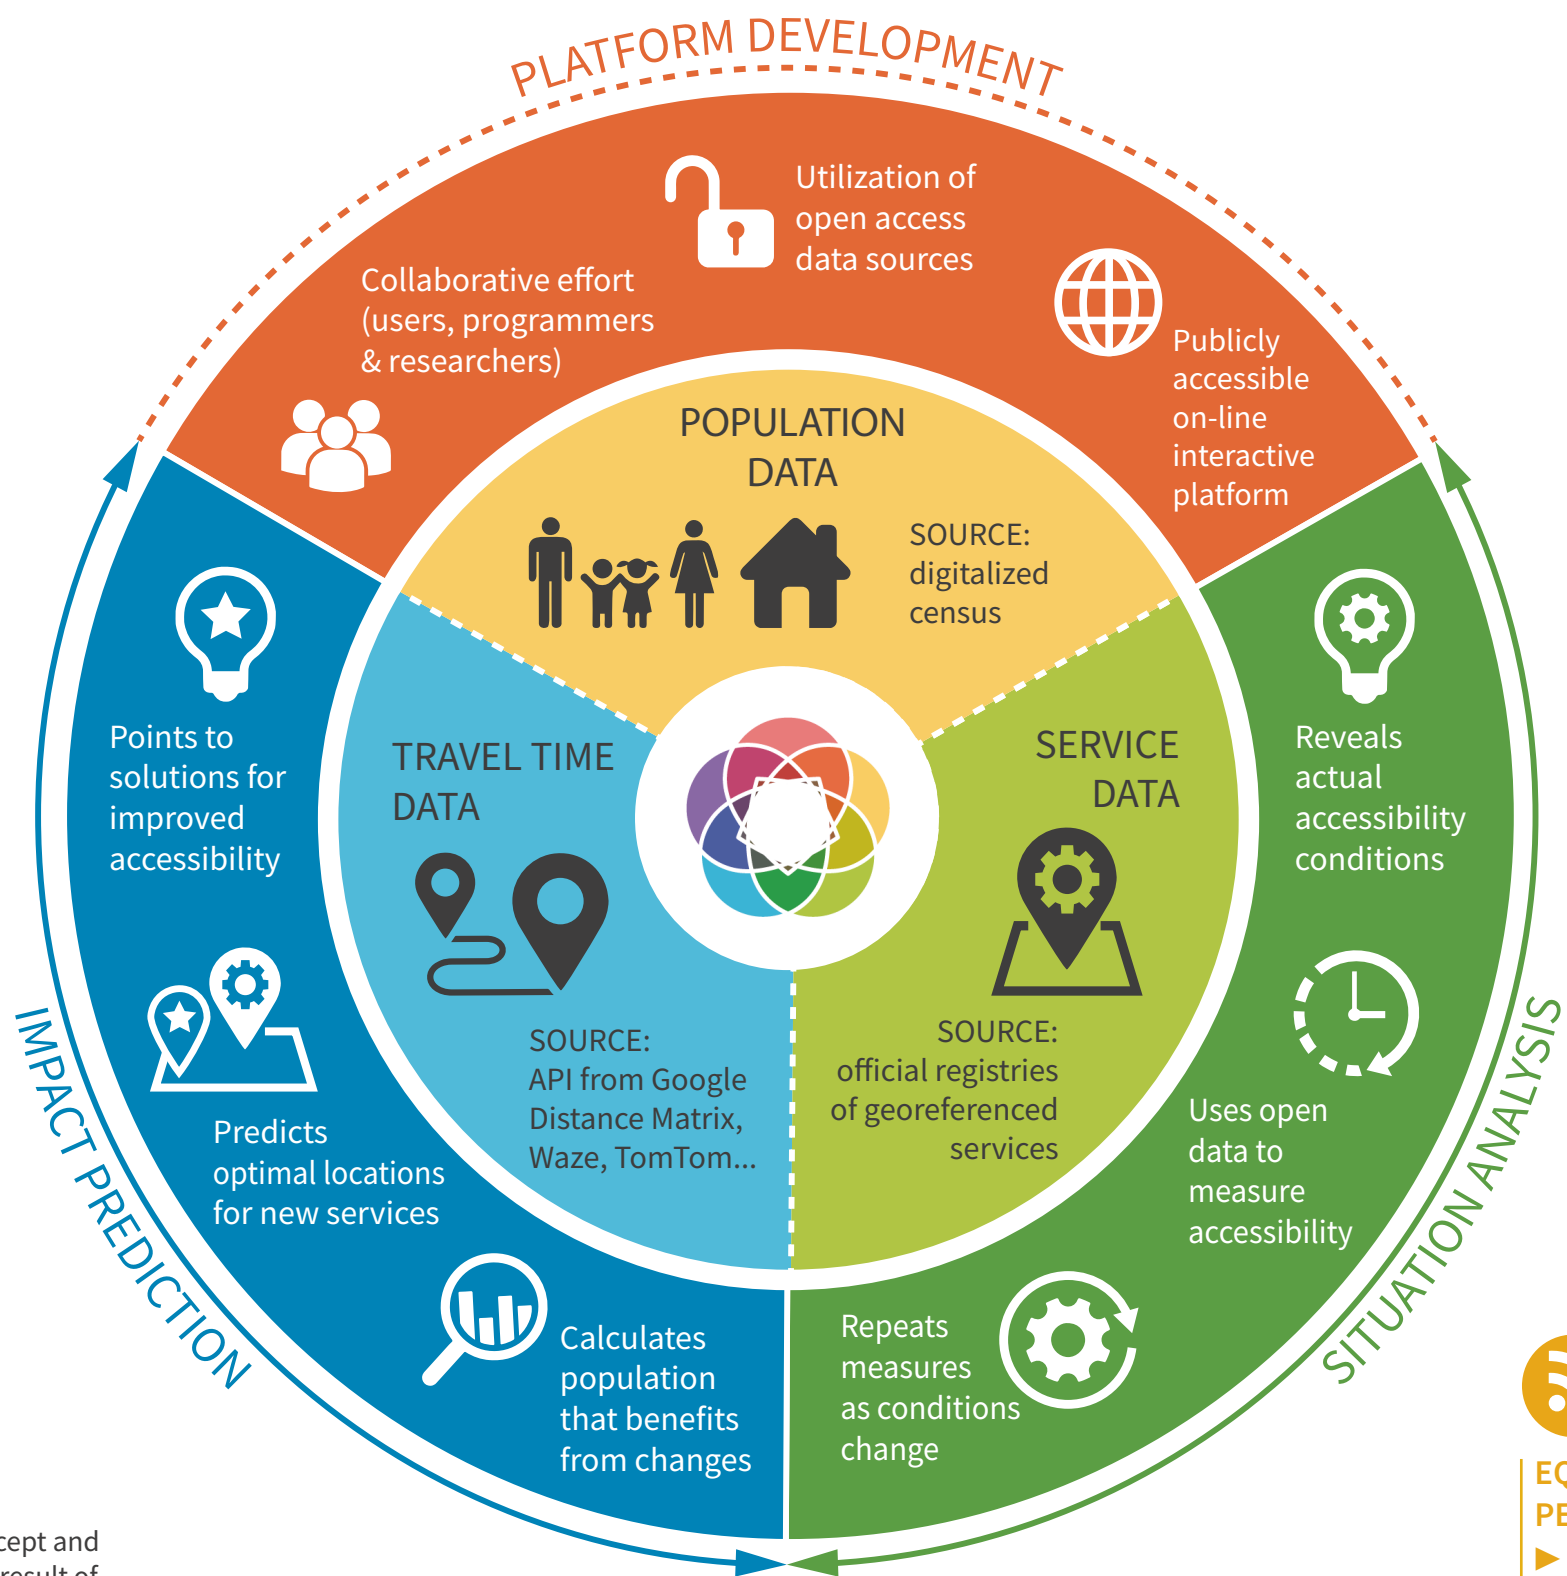 PLATFORM DEVELOPMENT
Utilization of
open access
data sources
Collaborative effort
(users, programmers
& researchers)
Publicly
accessible
on-line
interactive
platform
POPULATION
DATA
SOURCE:
digitalized
census
TRAVEL TIME
DATA
SOURCE:
API from Google
Distance Matrix,
Waze, TomTom...
SERVICE
DATA
SOURCE:
official registries
of georeferenced
services
Points to
solutions for
improved
accessibility
Predicts
optimal locations
for new services
Calculates
population
that benefits
from changes
IMPACT PREDICTION
Reveals
actual
accessibility
conditions
Uses open
data to
measure
accessibility
Repeats
measures
as conditions
change
SITUATION ANALYSIS
and
result of